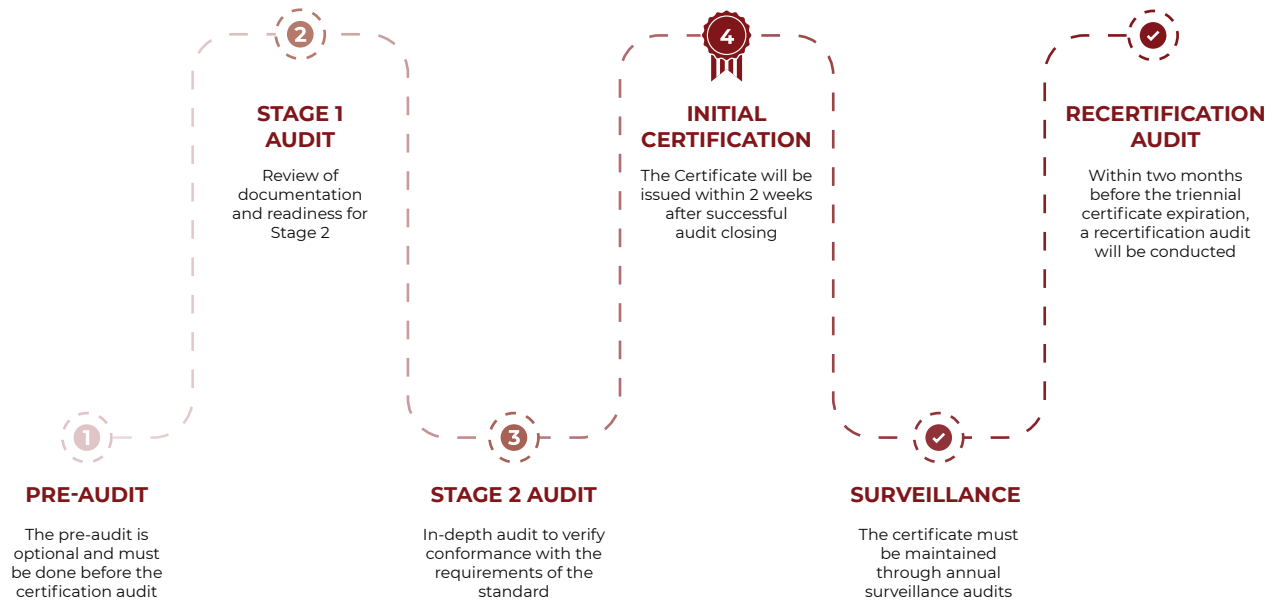 1
PRE-AUDIT
The pre-audit is
optional and must
be done before the
certification audit
2
STAGE 1
AUDIT
Review of
documentation
and readiness for
Stage 2
3
STAGE 2 AUDIT
In-depth audit to verify
conformance with the
requirements of the
standard
4
INITIAL
CERTIFICATION
The Certificate will be
issued within 2 weeks
after successful
audit closing
SURVEILLANCE
The certificate must
be maintained
through annual
surveillance audits
RECERTIFICATION
AUDIT
Within two months
before the triennial
certificate expiration,
a recertification audit
will be conducted